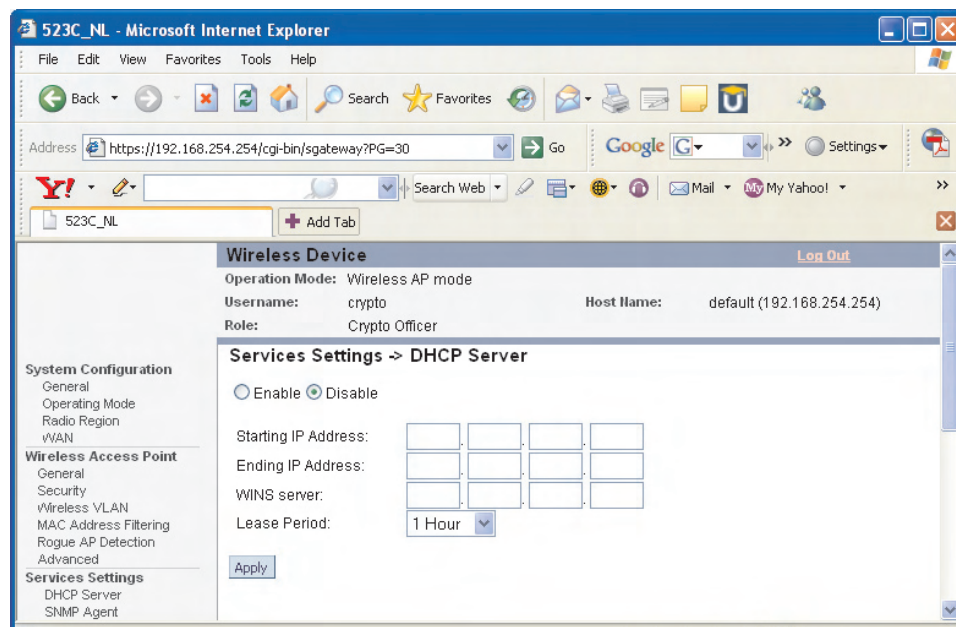 523C_NL - Microsoft Internet Explorer
File Edit View Favorites Tools Help
Back Search Favorites
Address https://192.168.254.254/cgi-bin/sgateway?PG=30 Go Google G Settings
Y! Search Web Mail My My Yahoo!
523C_NL Add Tab
Wireless Device Log Out
Operation Mode: Wireless AP mode
Username: crypto Host Name: default (192.168.254.254)
Role: Crypto Officer
Services Settings -> DHCP Server
Enable Disable
Starting IP Address: . . .
Ending IP Address: . . .
WINS server: . . .
Lease Period: 1 Hour
Apply
System Configuration
General
Operating Mode
Radio Region
WAN
Wireless Access Point
General
Security
Wireless VLAN
MAC Address Filtering
Rogue AP Detection
Advanced
Services Settings
DHCP Server
SNMP Agent